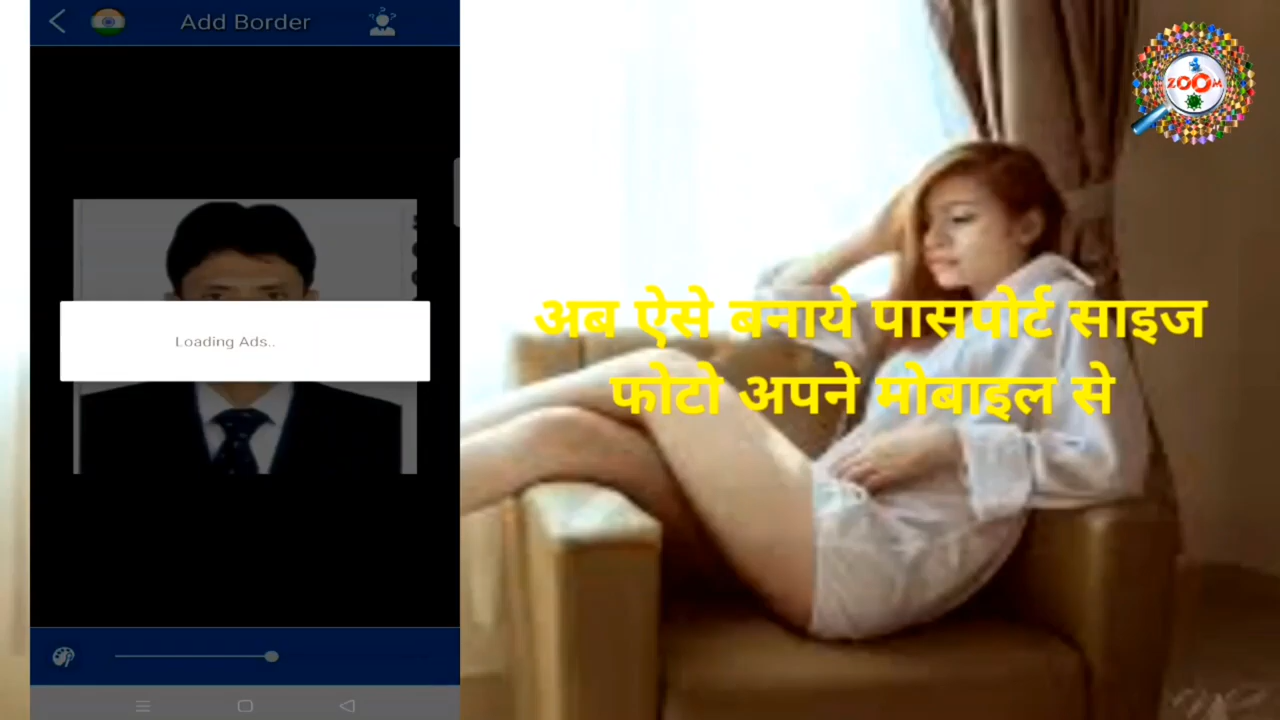 Add Border
ZOOM
Loading Ads..
अब ऐसे बनाये पासपोर्ट साइज
फोटो अपने मोबाइल से